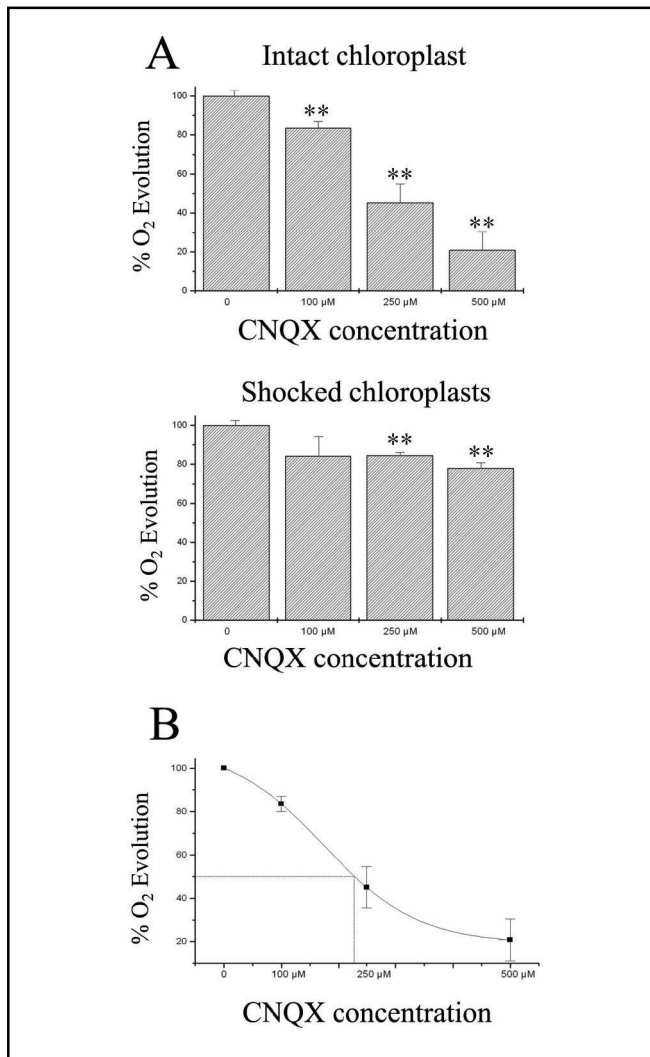 A
Intact chloroplast
% O₂ Evolution
100
80
60
40
20
0
**
**
**
0 100 µM 250 µM 500 µM
CNQX concentration
Shocked chloroplasts
% O₂ Evolution
100
80
60
40
20
0
**
**
0 100 µM 250 µM 500 µM
CNQX concentration
B
% O₂ Evolution
100
80
60
40
20
0 100 µM 250 µM 500 µM
CNQX concentration